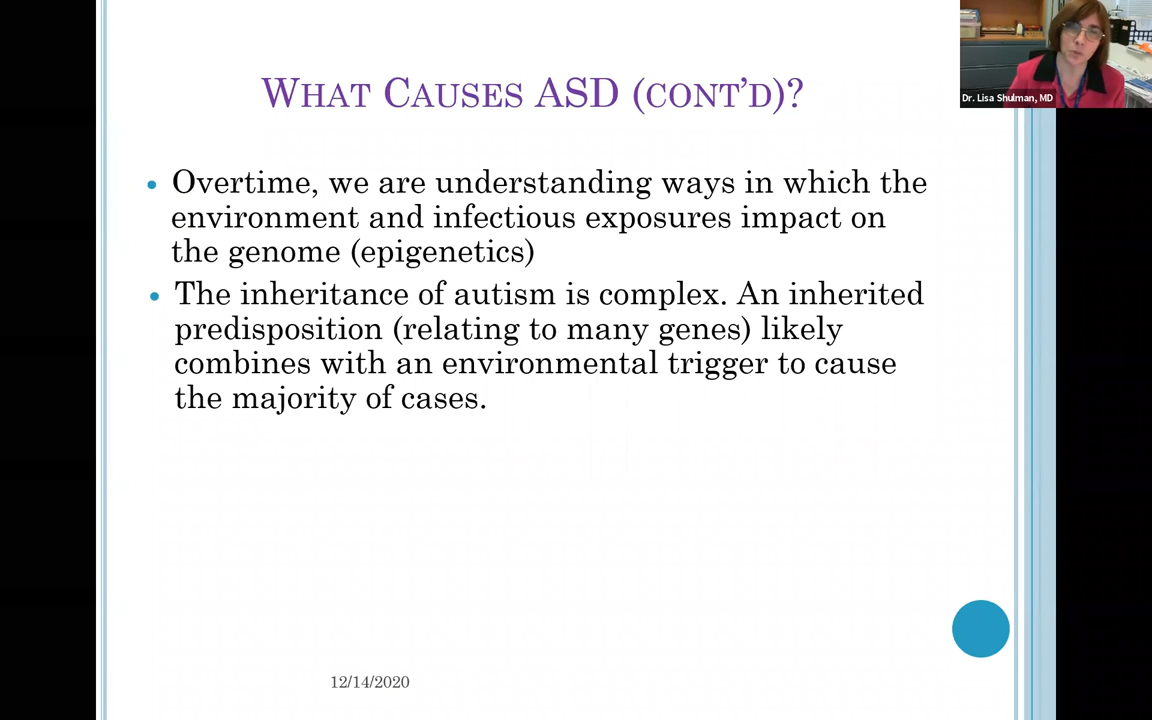 WHAT CAUSES ASD (CONT'D)?
Dr. Lisa Shulman, MD
• Overtime, we are understanding ways in which the
environment and infectious exposures impact on
the genome (epigenetics)
• The inheritance of autism is complex. An inherited
predisposition (relating to many genes) likely
combines with an environmental trigger to cause
the majority of cases.
12/14/2020